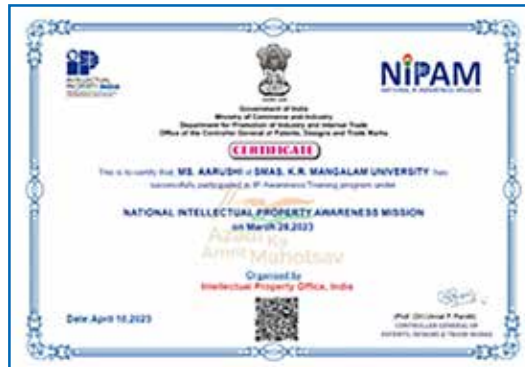 INTELLECTUAL
PROPERTY INDIA
NiPAM
NATIONAL IP AWARENESS MISSION
Government of India
Ministry of Commerce and Industry
Department for Promotion of Industry and Internal Trade
Office of the Controller General of Patents, Designs and Trade Marks
CERTIFICATE
This is to certify that MS. AARUSHI of SMAS, K.R. MANGALAM UNIVERSITY has
successfully participated in IP Awareness/Training program under
NATIONAL INTELLECTUAL PROPERTY AWARENESS MISSION
on March 28,2023
Azadi Ka
Amrit Mahotsav
Organized by
Intellectual Property Office, India
Date: April 10,2023
CONTROLLER GENERAL OF
PATENTS, DESIGNS & TRADE MARKS